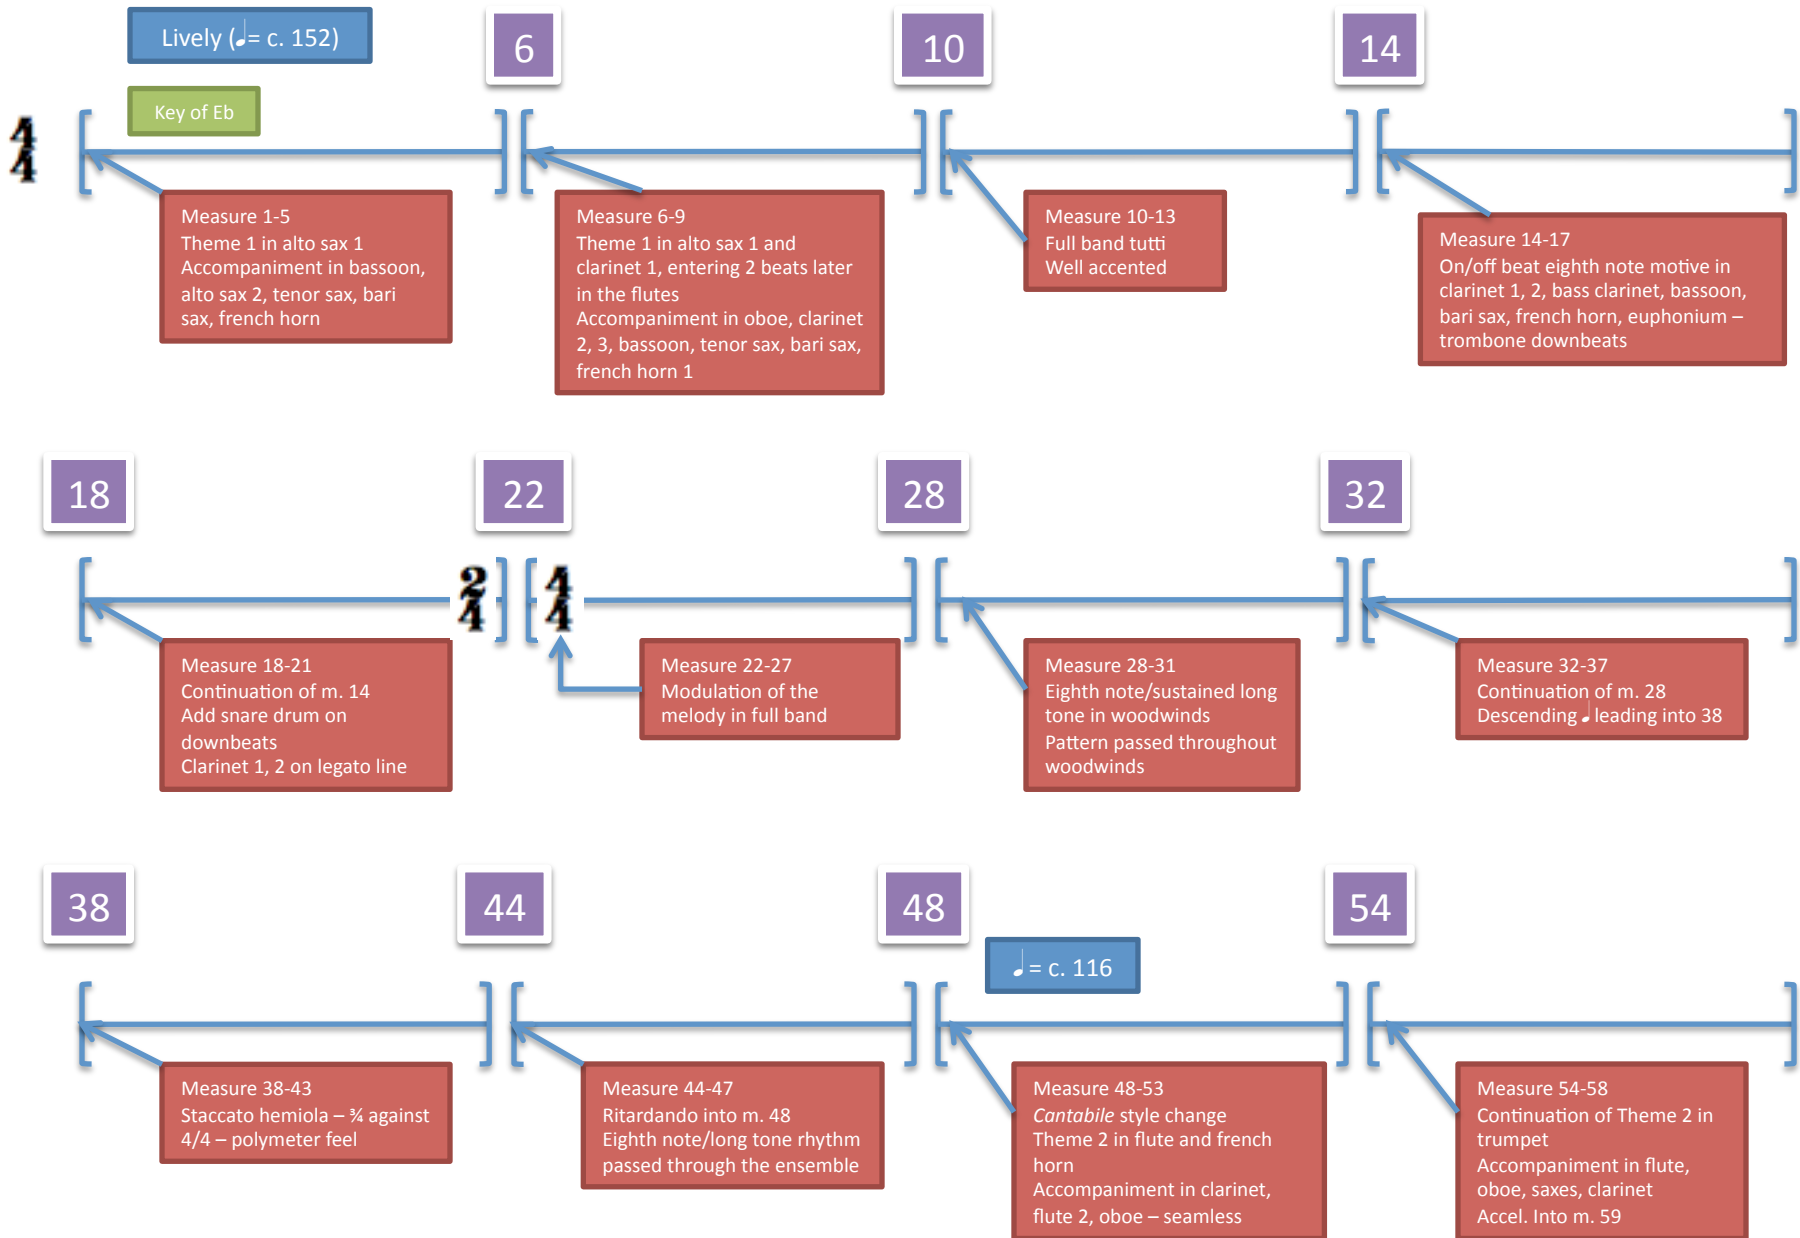 Lively (♩= c. 152)
6
10
14
Key of Eb
4
4
Measure 1-5
Theme 1 in alto sax 1
Accompaniment in bassoon,
alto sax 2, tenor sax, bari
sax, french horn
Measure 6-9
Theme 1 in alto sax 1 and
clarinet 1, entering 2 beats later
in the flutes
Accompaniment in oboe, clarinet
2, 3, bassoon, tenor sax, bari sax,
french horn 1
Measure 10-13
Full band tutti
Well accented
Measure 14-17
On/off beat eighth note motive in
clarinet 1, 2, bass clarinet, bassoon,
bari sax, french horn, euphonium –
trombone downbeats
18
22
28
32
2
4
4
4
Measure 18-21
Continuation of m. 14
Add snare drum on
downbeats
Clarinet 1, 2 on legato line
Measure 22-27
Modulation of the
melody in full band
Measure 28-31
Eighth note/sustained long
tone in woodwinds
Pattern passed throughout
woodwinds
Measure 32-37
Continuation of m. 28
Descending ♩ leading into 38
38
44
48
54
♩ = c. 116
Measure 38-43
Staccato hemiola – ¾ against
4/4 – polymeter feel
Measure 44-47
Ritardando into m. 48
Eighth note/long tone rhythm
passed through the ensemble
Measure 48-53
Cantabile style change
Theme 2 in flute and french
horn
Accompaniment in clarinet,
flute 2, oboe – seamless
Measure 54-58
Continuation of Theme 2 in
trumpet
Accompaniment in flute,
oboe, saxes, clarinet
Accel. Into m. 59